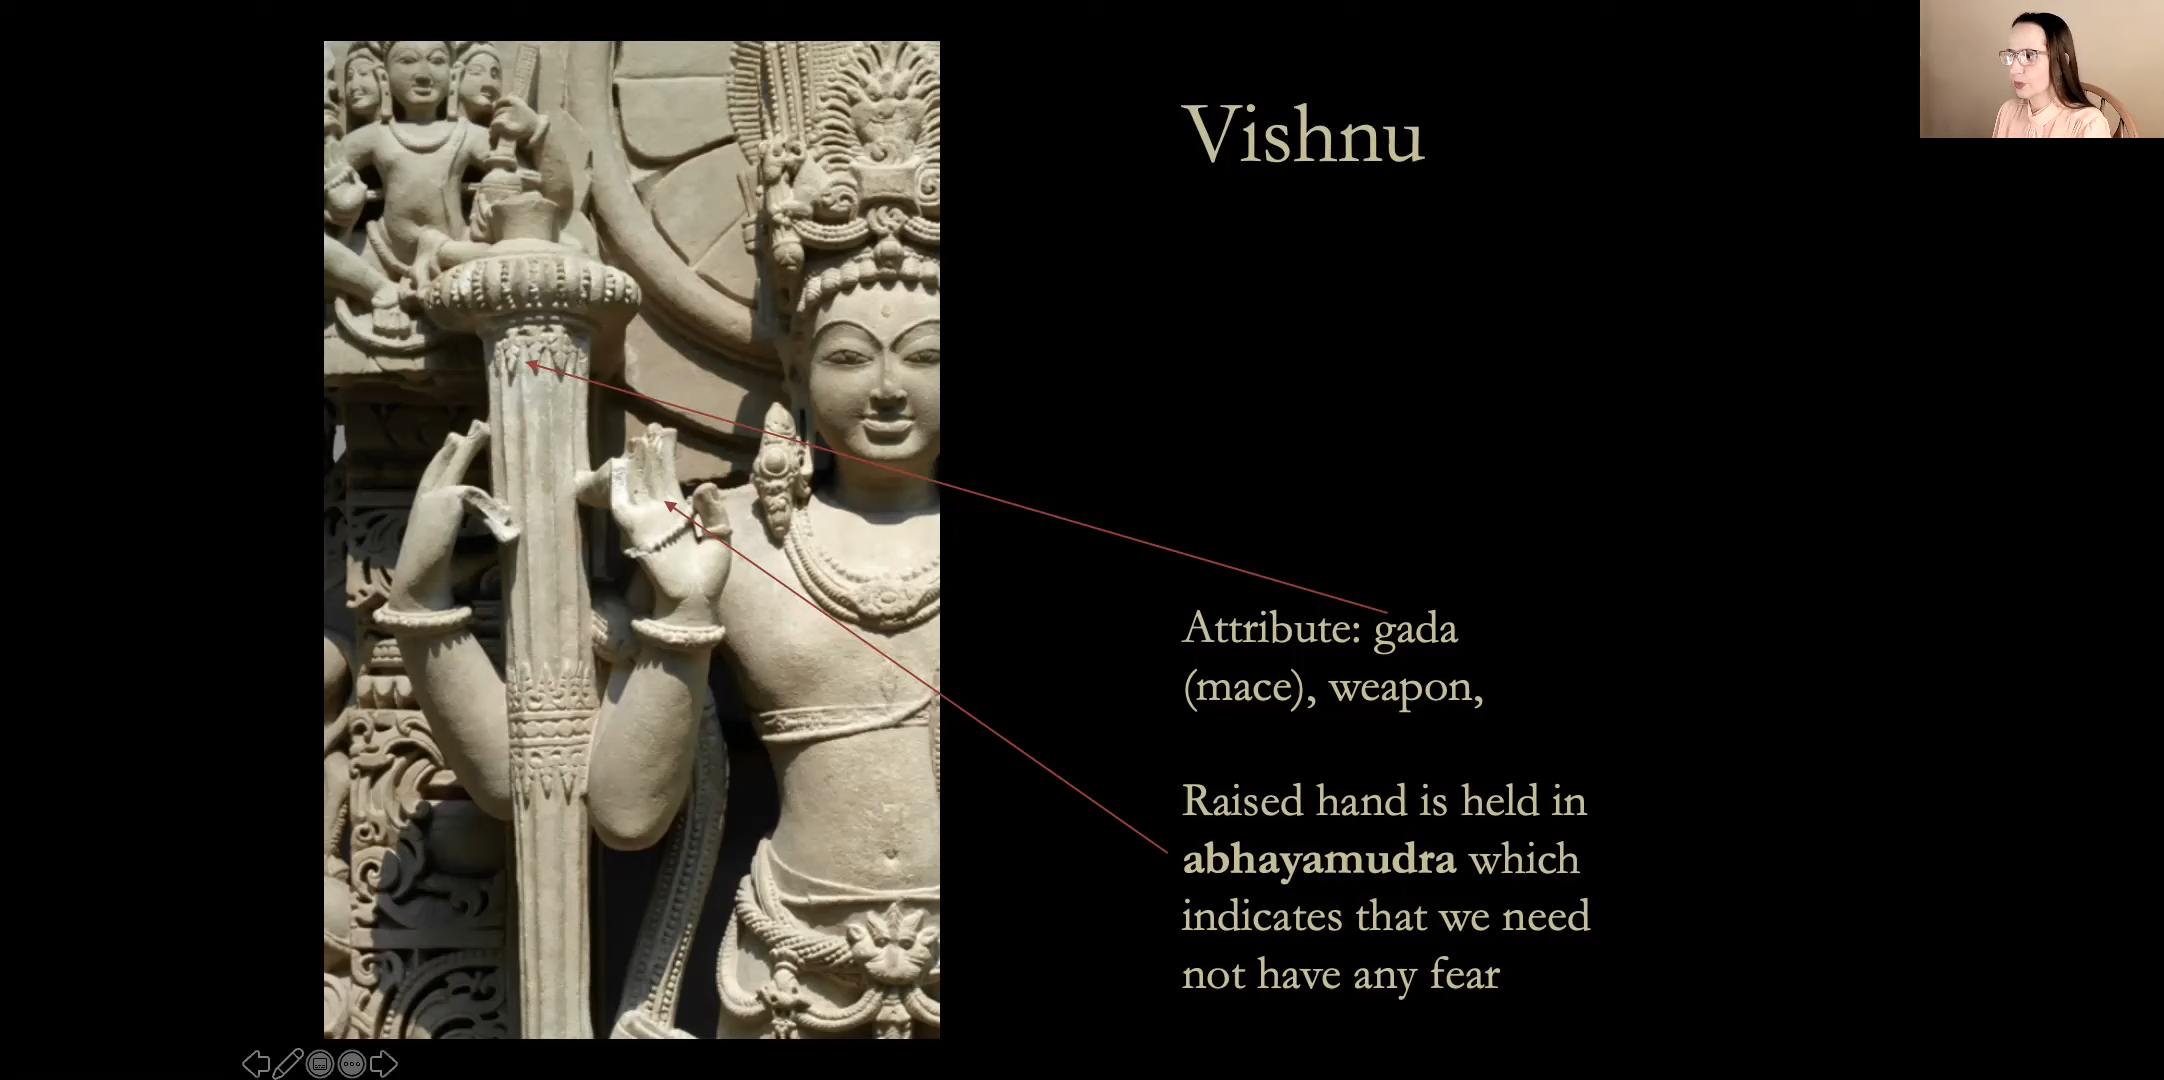 Vishnu
Attribute: gada
(mace), weapon,
Raised hand is held in
abhayamudra which
indicates that we need
not have any fear